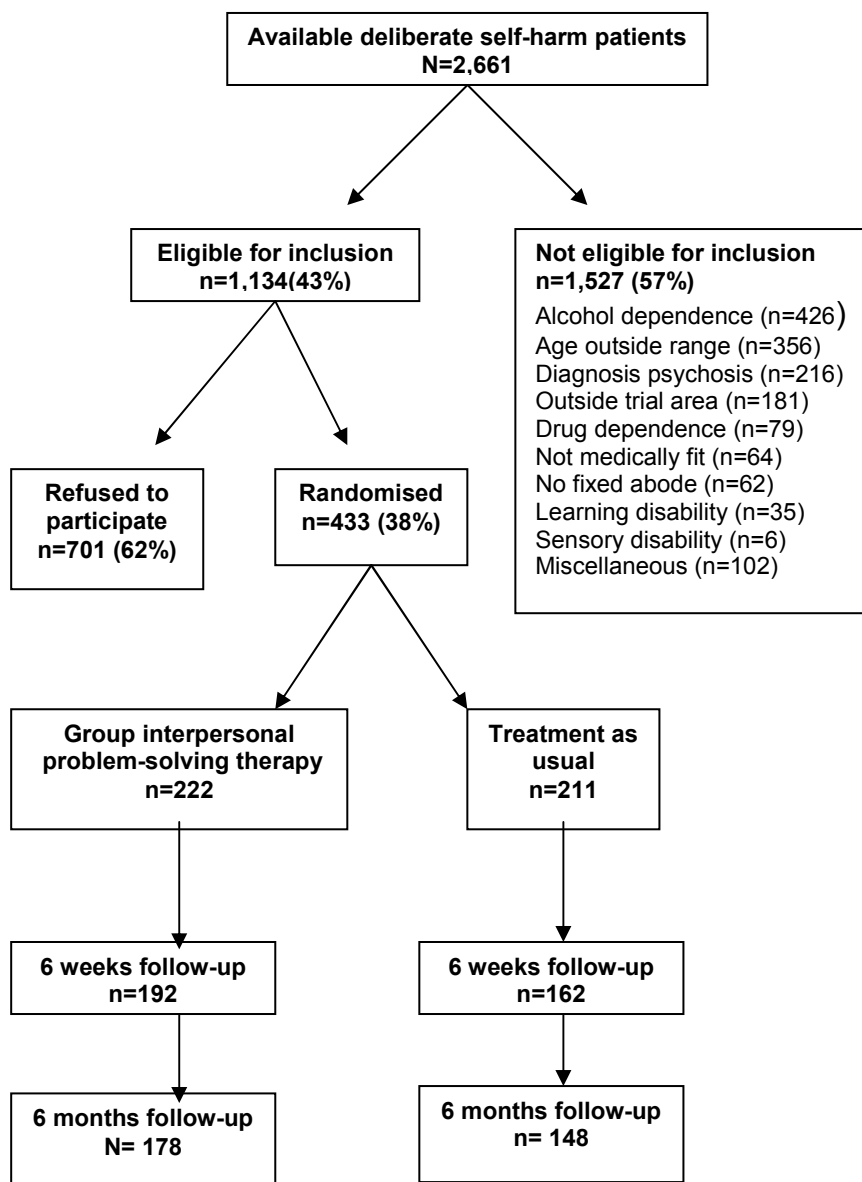 Available deliberate self-harm patients
N=2,661
Eligible for inclusion
n=1,134(43%)
Not eligible for inclusion
n=1,527 (57%)
Alcohol dependence (n=426)
Age outside range (n=356)
Diagnosis psychosis (n=216)
Outside trial area (n=181)
Drug dependence (n=79)
Not medically fit (n=64)
No fixed abode (n=62)
Learning disability (n=35)
Sensory disability (n=6)
Miscellaneous (n=102)
Refused to
participate
n=701 (62%)
Randomised
n=433 (38%)
Group interpersonal
problem-solving therapy
n=222
Treatment as
usual
n=211
6 weeks follow-up
n=192
6 weeks follow-up
n=162
6 months follow-up
N= 178
6 months follow-up
n= 148